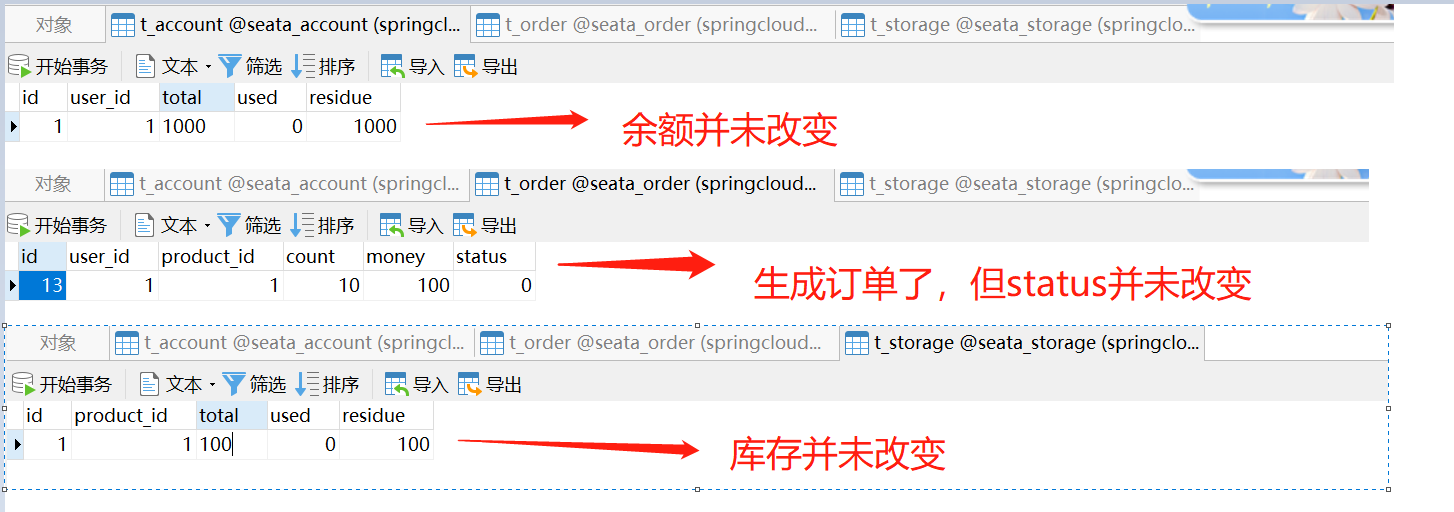 对象 t_account @seata_account (springcl... t_order @seata_order (springcloud... t_storage @seata_storage (springclo...
开始事务 文本 筛选 排序 导入 导出
id user_id total used residue
1 1 1000 0 1000
余额并未改变
对象 t_account @seata_account (springcl... t_order @seata_order (springcloud... t_storage @seata_storage (springclo...
开始事务 文本 筛选 排序 导入 导出
id user_id product_id count money status
13 1 1 10 100 0
生成订单了，但status并未改变
对象 t_account @seata_account (springcl... t_order @seata_order (springcloud... t_storage @seata_storage (springclo...
开始事务 文本 筛选 排序 导入 导出
id product_id total used residue
1 1 100 0 100
库存并未改变